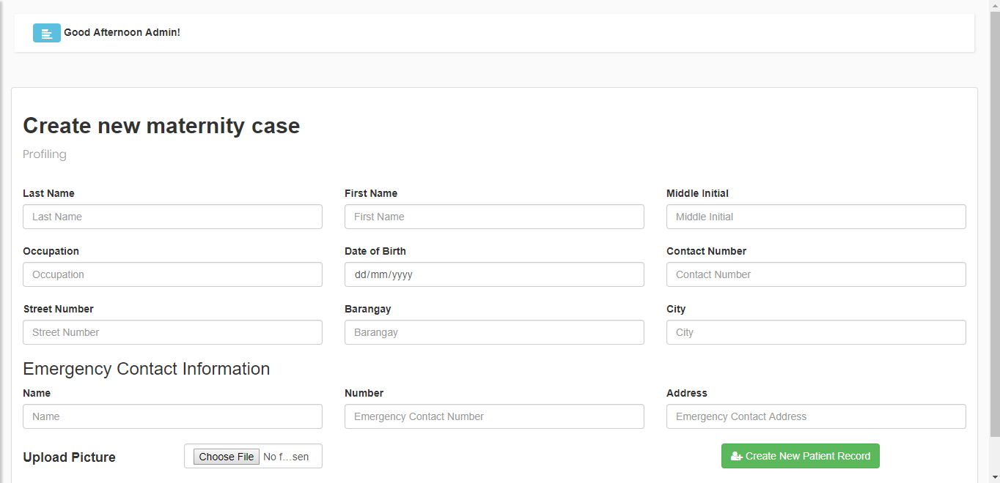 Good Afternoon Admin!
Create new maternity case
Profiling
Last Name First Name Middle Initial
Last Name First Name Middle Initial
Occupation Date of Birth Contact Number
Occupation dd/mm/yyyy Contact Number
Street Number Barangay City
Street Number Barangay City
Emergency Contact Information
Name Number Address
Name Emergency Contact Number Emergency Contact Address
Upload Picture Choose File No f...sen Create New Patient Record